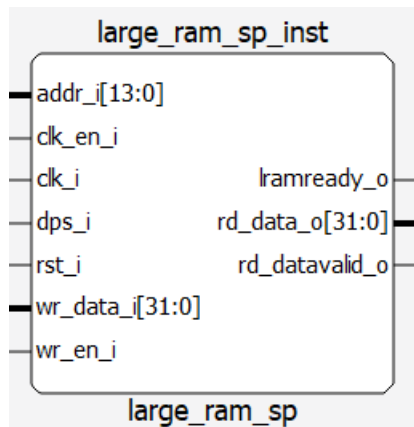 large_ram_sp_inst
addr_i[13:0]
clk_en_i
clk_i
lramready_o
dps_i
rd_data_o[31:0]
rst_i
rd_datavalid_o
wr_data_i[31:0]
wr_en_i
large_ram_sp